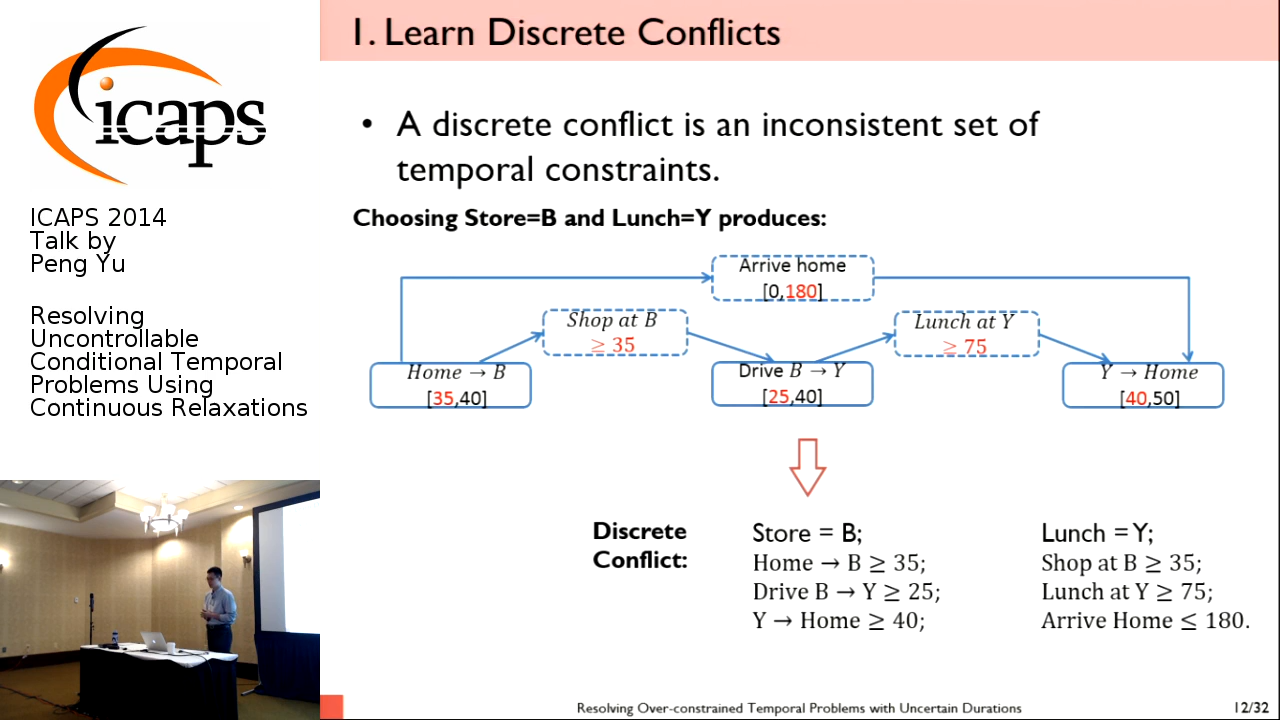 icaps
ICAPS 2014
Talk by
Peng Yu
Resolving
Uncontrollable
Conditional Temporal
Problems Using
Continuous Relaxations
1. Learn Discrete Conflicts
• A discrete conflict is an inconsistent set of
temporal constraints.
Choosing Store=B and Lunch=Y produces:
Arrive home
[0,180]
Shop at B
≥ 35
Lunch at Y
≥ 75
Home → B
[35,40]
Drive B → Y
[25,40]
Y → Home
[40,50]
Discrete
Conflict:
Store = B;
Home → B ≥ 35;
Drive B → Y ≥ 25;
Y → Home ≥ 40;
Lunch = Y;
Shop at B ≥ 35;
Lunch at Y ≥ 75;
Arrive Home ≤ 180.
Resolving Over-constrained Temporal Problems with Uncertain Durations
12/32